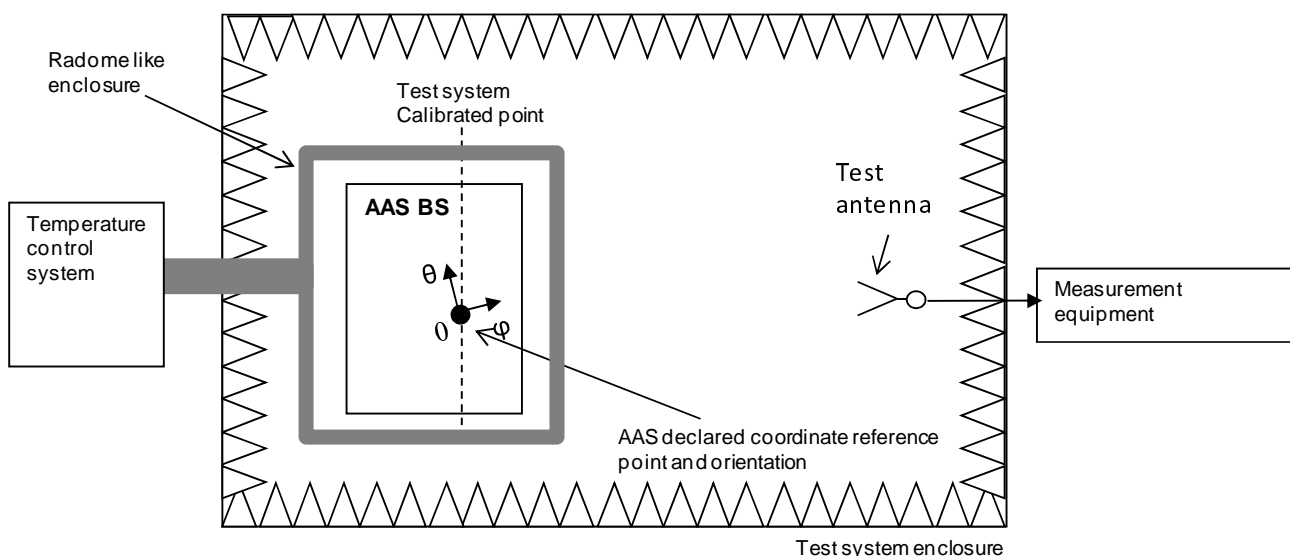 Radome like
enclosure
Test system
Calibrated point
Test
antenna
AAS BS
Temperature
control
system
θ
0
φ
Measurement
equipment
AAS declared coordinate reference
point and orientation
Test system enclosure